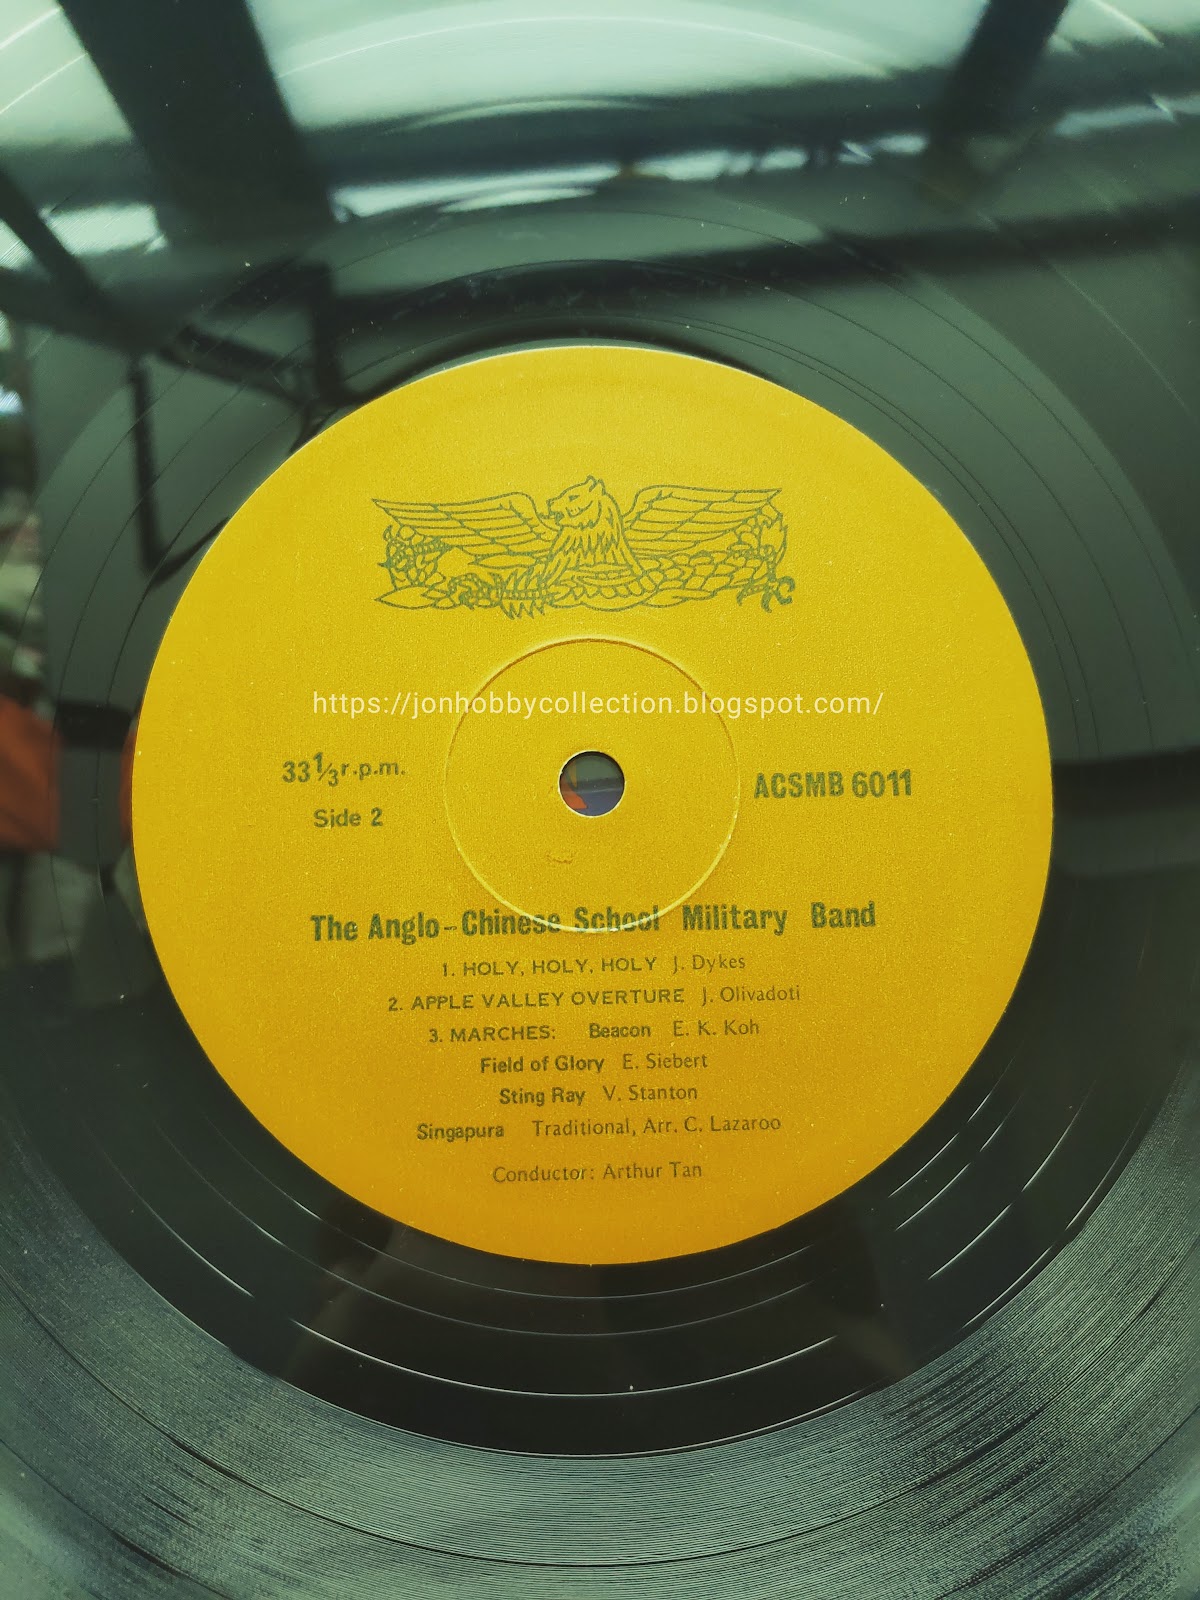 https://jonhobbycollection.blogspot.com/
33⅓ r.p.m.
Side 2
ACSMB 6011
The Anglo-Chinese School Military Band
1. HOLY, HOLY, HOLY J. Dykes
2. APPLE VALLEY OVERTURE J. Olivadoti
3. MARCHES: Beacon E. K. Koh
Field of Glory E. Siebert
Sting Ray V. Stanton
Singapura Traditional, Arr. C. Lazaroo
Conductor: Arthur Tan